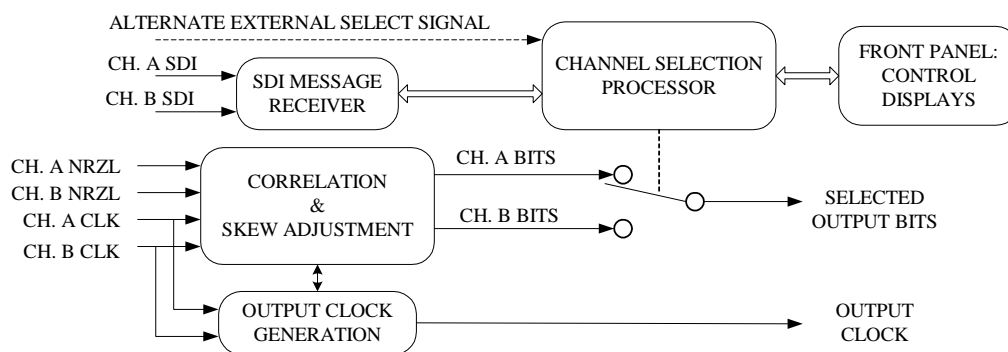 ALTERNATE EXTERNAL SELECT SIGNAL
CH. A SDI
CH. B SDI
SDI MESSAGE
RECEIVER
CHANNEL SELECTION
PROCESSOR
FRONT PANEL:
CONTROL
DISPLAYS
CH. A NRZL
CH. B NRZL
CH. A CLK
CH. B CLK
CORRELATION
&
SKEW ADJUSTMENT
CH. A BITS
CH. B BITS
SELECTED
OUTPUT BITS
OUTPUT CLOCK
GENERATION
OUTPUT
CLOCK